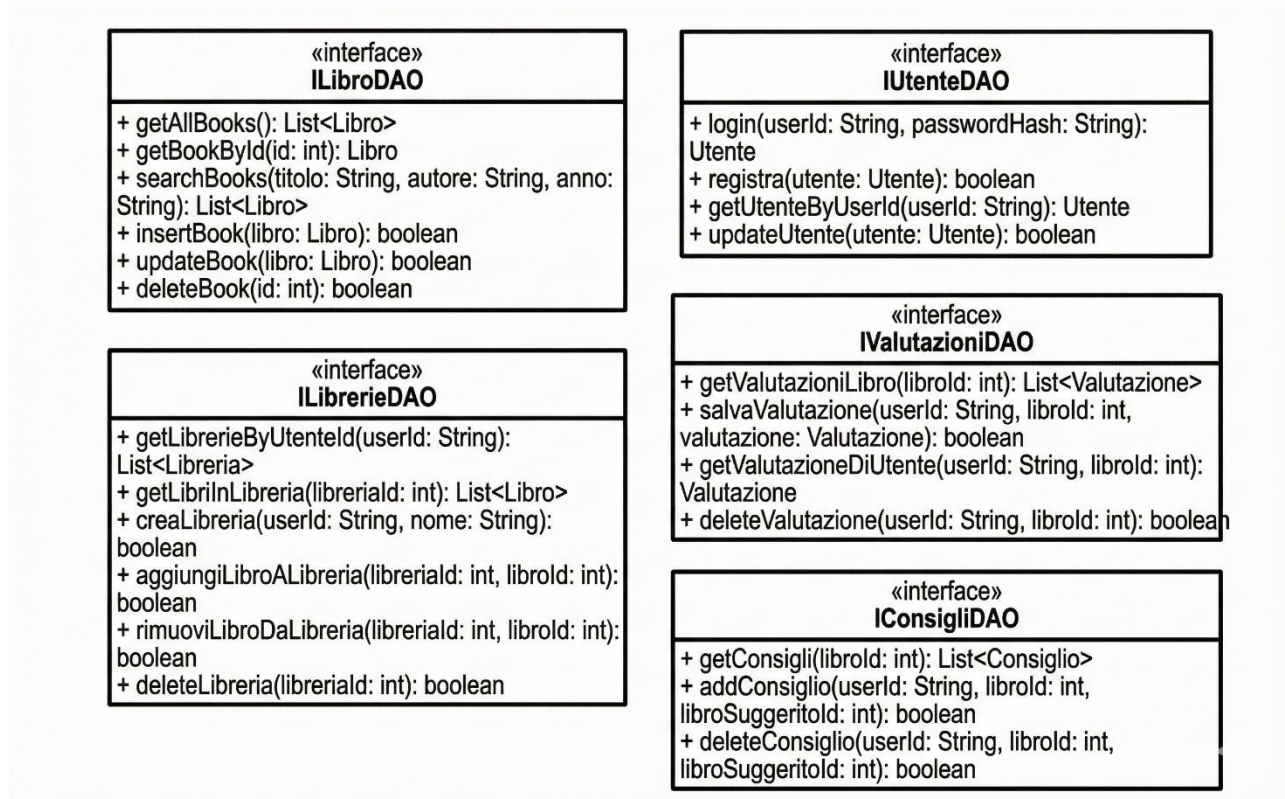 «interface»
ILibroDAO
+ getAllBooks(): List<Libro>
+ getBookById(id: int): Libro
+ searchBooks(titolo: String, autore: String, anno:
String): List<Libro>
+ insertBook(libro: Libro): boolean
+ updateBook(libro: Libro): boolean
+ deleteBook(id: int): boolean
«interface»
ILibrerieDAO
+ getLibrerieByUtenteId(userId: String):
List<Libreria>
+ getLibriInLibreria(libreriaId: int): List<Libro>
+ creaLibreria(userId: String, nome: String):
boolean
+ aggiungiLibroALibreria(libreriaId: int, libroId: int):
boolean
+ rimuoviLibroDaLibreria(libreriaId: int, libroId: int):
boolean
+ deleteLibreria(libreriaId: int): boolean
«interface»
IUtenteDAO
+ login(userId: String, passwordHash: String):
Utente
+ registra(utente: Utente): boolean
+ getUtenteByUserId(userId: String): Utente
+ updateUtente(utente: Utente): boolean
«interface»
IValutazioniDAO
+ getValutazioniLibro(libroId: int): List<Valutazione>
+ salvaValutazione(userId: String, libroId: int,
valutazione: Valutazione): boolean
+ getValutazioneDiUtente(userId: String, libroId: int):
Valutazione
+ deleteValutazione(userId: String, libroId: int): boolean
«interface»
IConsigliDAO
+ getConsigli(libroId: int): List<Consiglio>
+ addConsiglio(userId: String, libroId: int,
libroSuggeritoId: int): boolean
+ deleteConsiglio(userId: String, libroId: int,
libroSuggeritoId: int): boolean